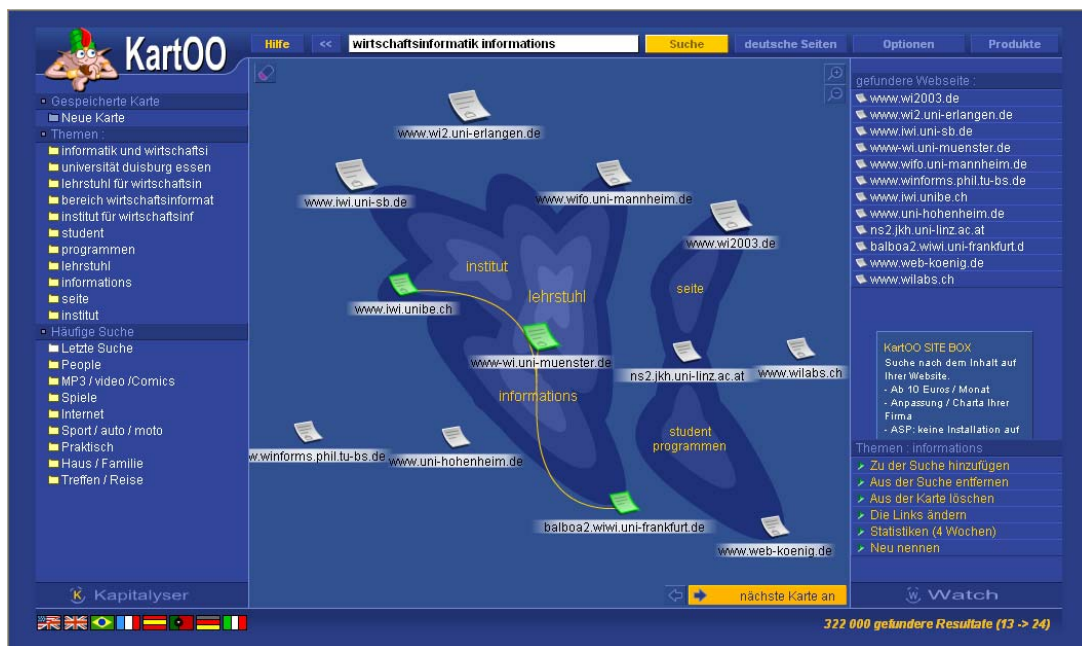 KartOO
Hilfe << wirtschaftsinformatik informations Suche deutsche Seiten Optionen Produkte
Gespeicherte Karte
Neue Karte
Themen :
informatik und wirtschaftsi
universität duisburg essen
lehrstuhl für wirtschaftsin
bereich wirtschaftsinformat
institut für wirtschaftsinf
student
programmen
lehrstuhl
informations
seite
institut
Häufige Suche
Letzte Suche
People
MP3 / video /Comics
Spiele
Internet
Sport / auto / moto
Praktisch
Haus / Familie
Treffen / Reise
Kapitalyser
www.wi2.uni-erlangen.de
www.iwi.uni-sb.de
www.wifo.uni-mannheim.de
www.wi2003.de
institut
lehrstuhl
seite
www.iwi.unibe.ch
www-wi.uni-muenster.de
ns2.jkh.uni-linz.ac.at
www.wilabs.ch
informations
student
programmen
w.winforms.phil.tu-bs.de
www.uni-hohenheim.de
balboa2.wiwi.uni-frankfurt.de
www.web-koenig.de
nächste Karte an
gefundere Webseite :
www.wi2003.de
www.wi2.uni-erlangen.de
www.iwi.uni-sb.de
www-wi.uni-muenster.de
www.wifo.uni-mannheim.de
www.winforms.phil.tu-bs.de
www.iwi.unibe.ch
www.uni-hohenheim.de
ns2.jkh.uni-linz.ac.at
balboa2.wiwi.uni-frankfurt.d
www.web-koenig.de
www.wilabs.ch
KartOO SITE BOX
Suche nach dem Inhalt auf
Ihrer Website.
- Ab 10 Euros / Monat
- Anpassung / Charta Ihrer
Firma
- ASP: keine Installation auf
Themen : informations
Zu der Suche hinzufügen
Aus der Suche entfernen
Aus der Karte löschen
Die Links ändern
Statistiken (4 Wochen)
Neu nennen
Watch
322 000 gefundere Resultate (13 -> 24)